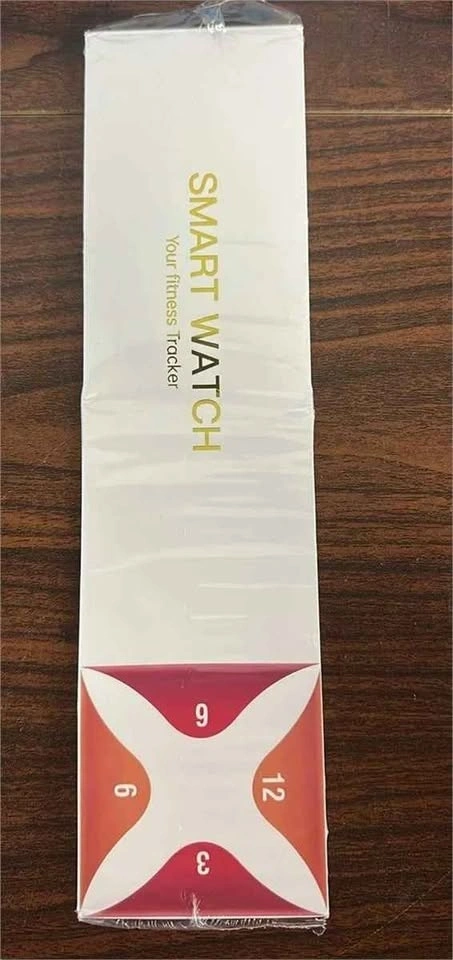 SMART WATCH
Your fitness Tracker
12
9 3
6